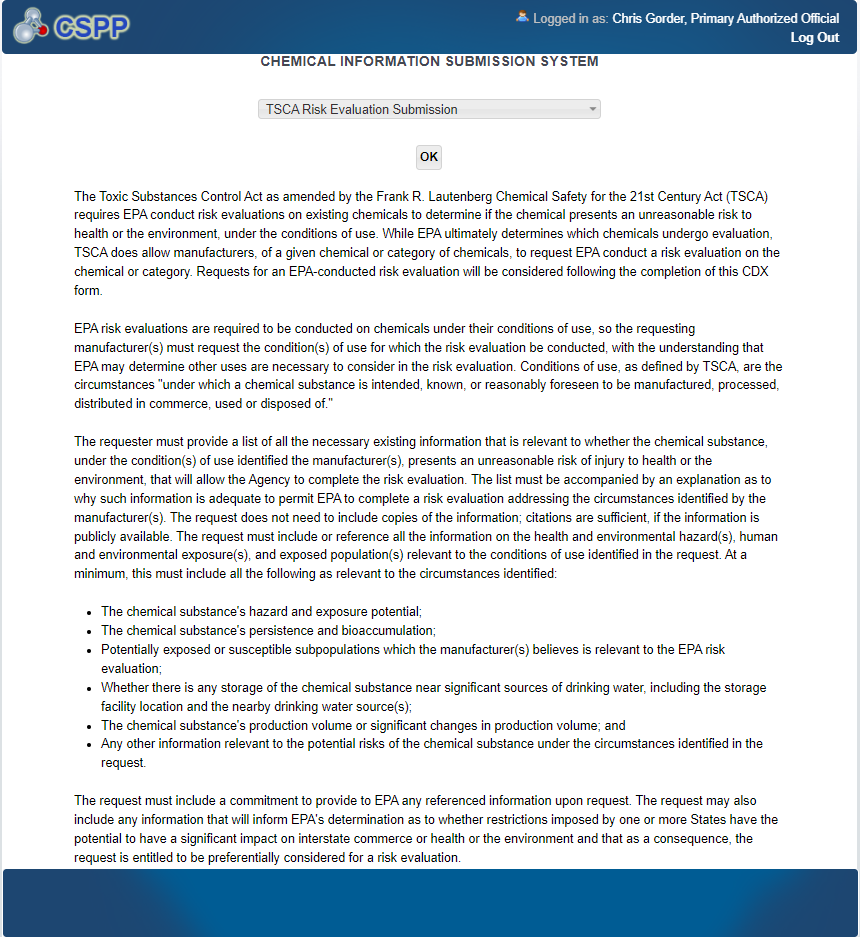 CSPP
Logged in as: Chris Gorder, Primary Authorized Official
Log Out
CHEMICAL INFORMATION SUBMISSION SYSTEM
TSCA Risk Evaluation Submission
OK
The Toxic Substances Control Act as amended by the Frank R. Lautenberg Chemical Safety for the 21st Century Act (TSCA)
requires EPA conduct risk evaluations on existing chemicals to determine if the chemical presents an unreasonable risk to
health or the environment, under the conditions of use. While EPA ultimately determines which chemicals undergo evaluation,
TSCA does allow manufacturers, of a given chemical or category of chemicals, to request EPA conduct a risk evaluation on the
chemical or category. Requests for an EPA-conducted risk evaluation will be considered following the completion of this CDX
form.
EPA risk evaluations are required to be conducted on chemicals under their conditions of use, so the requesting
manufacturer(s) must request the condition(s) of use for which the risk evaluation be conducted, with the understanding that
EPA may determine other uses are necessary to consider in the risk evaluation. Conditions of use, as defined by TSCA, are the
circumstances "under which a chemical substance is intended, known, or reasonably foreseen to be manufactured, processed,
distributed in commerce, used or disposed of."
The requester must provide a list of all the necessary existing information that is relevant to whether the chemical substance,
under the condition(s) of use identified the manufacturer(s), presents an unreasonable risk of injury to health or the
environment, that will allow the Agency to complete the risk evaluation. The list must be accompanied by an explanation as to
why such information is adequate to permit EPA to complete a risk evaluation addressing the circumstances identified by the
manufacturer(s). The request does not need to include copies of the information; citations are sufficient, if the information is
publicly available. The request must include or reference all the information on the health and environmental hazard(s), human
and environmental exposure(s), and exposed population(s) relevant to the conditions of use identified in the request. At a
minimum, this must include all the following as relevant to the circumstances identified:
• The chemical substance's hazard and exposure potential;
• The chemical substance's persistence and bioaccumulation;
• Potentially exposed or susceptible subpopulations which the manufacturer(s) believes is relevant to the EPA risk
evaluation;
• Whether there is any storage of the chemical substance near significant sources of drinking water, including the storage
facility location and the nearby drinking water source(s);
• The chemical substance's production volume or significant changes in production volume; and
• Any other information relevant to the potential risks of the chemical substance under the circumstances identified in the
request.
The request must include a commitment to provide to EPA any referenced information upon request. The request may also
include any information that will inform EPA's determination as to whether restrictions imposed by one or more States have the
potential to have a significant impact on interstate commerce or health or the environment and that as a consequence, the
request is entitled to be preferentially considered for a risk evaluation.